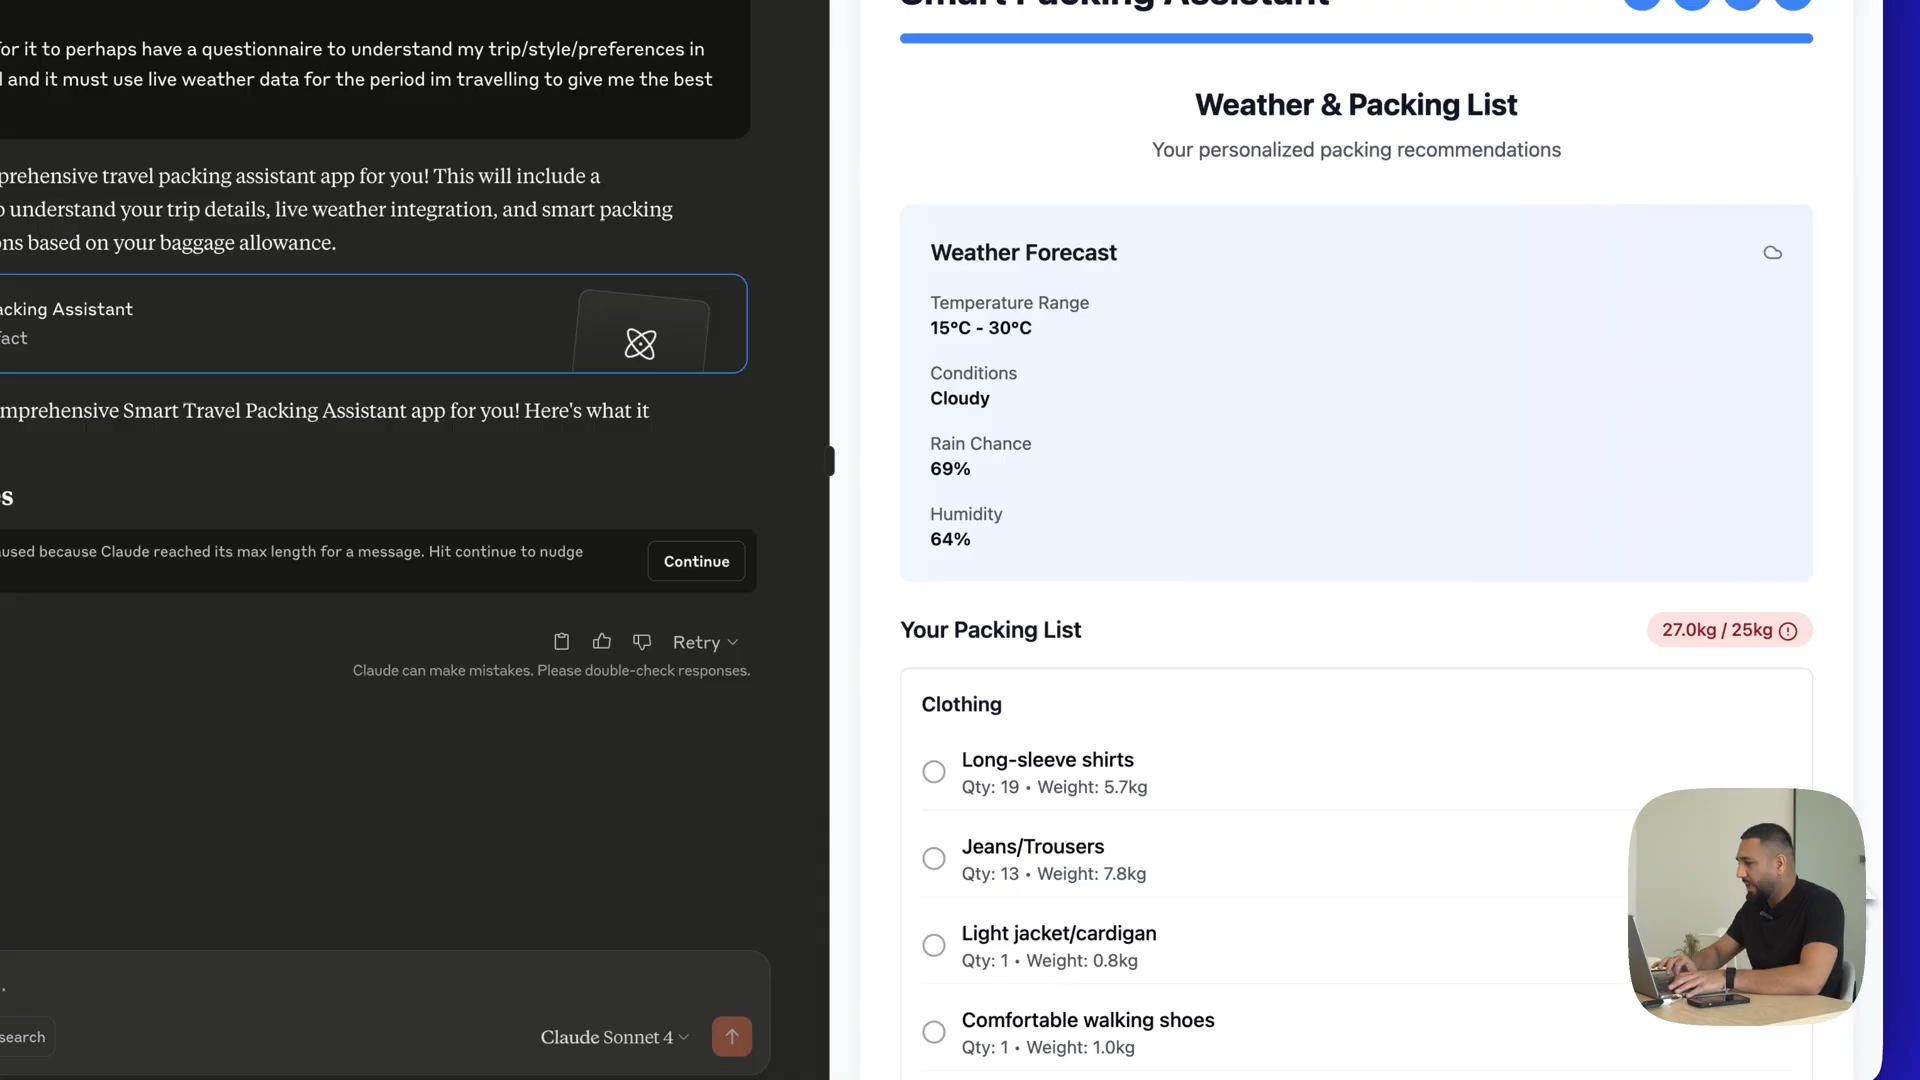 or it to perhaps have a questionnaire to understand my trip/style/preferences in
and it must use live weather data for the period im travelling to give me the best
prehensive travel packing assistant app for you! This will include a
o understand your trip details, live weather integration, and smart packing
ons based on your baggage allowance.
acking Assistant
fact
mprehensive Smart Travel Packing Assistant app for you! Here's what it
s
used because Claude reached its max length for a message. Hit continue to nudge
Continue
Retry
Claude can make mistakes. Please double-check responses.
search
Claude Sonnet 4
Smart Packing Assistant
Weather & Packing List
Your personalized packing recommendations
Weather Forecast
Temperature Range
15°C - 30°C
Conditions
Cloudy
Rain Chance
69%
Humidity
64%
Your Packing List
27.0kg / 25kg
Clothing
Long-sleeve shirts
Qty: 19 • Weight: 5.7kg
Jeans/Trousers
Qty: 13 • Weight: 7.8kg
Light jacket/cardigan
Qty: 1 • Weight: 0.8kg
Comfortable walking shoes
Qty: 1 • Weight: 1.0kg